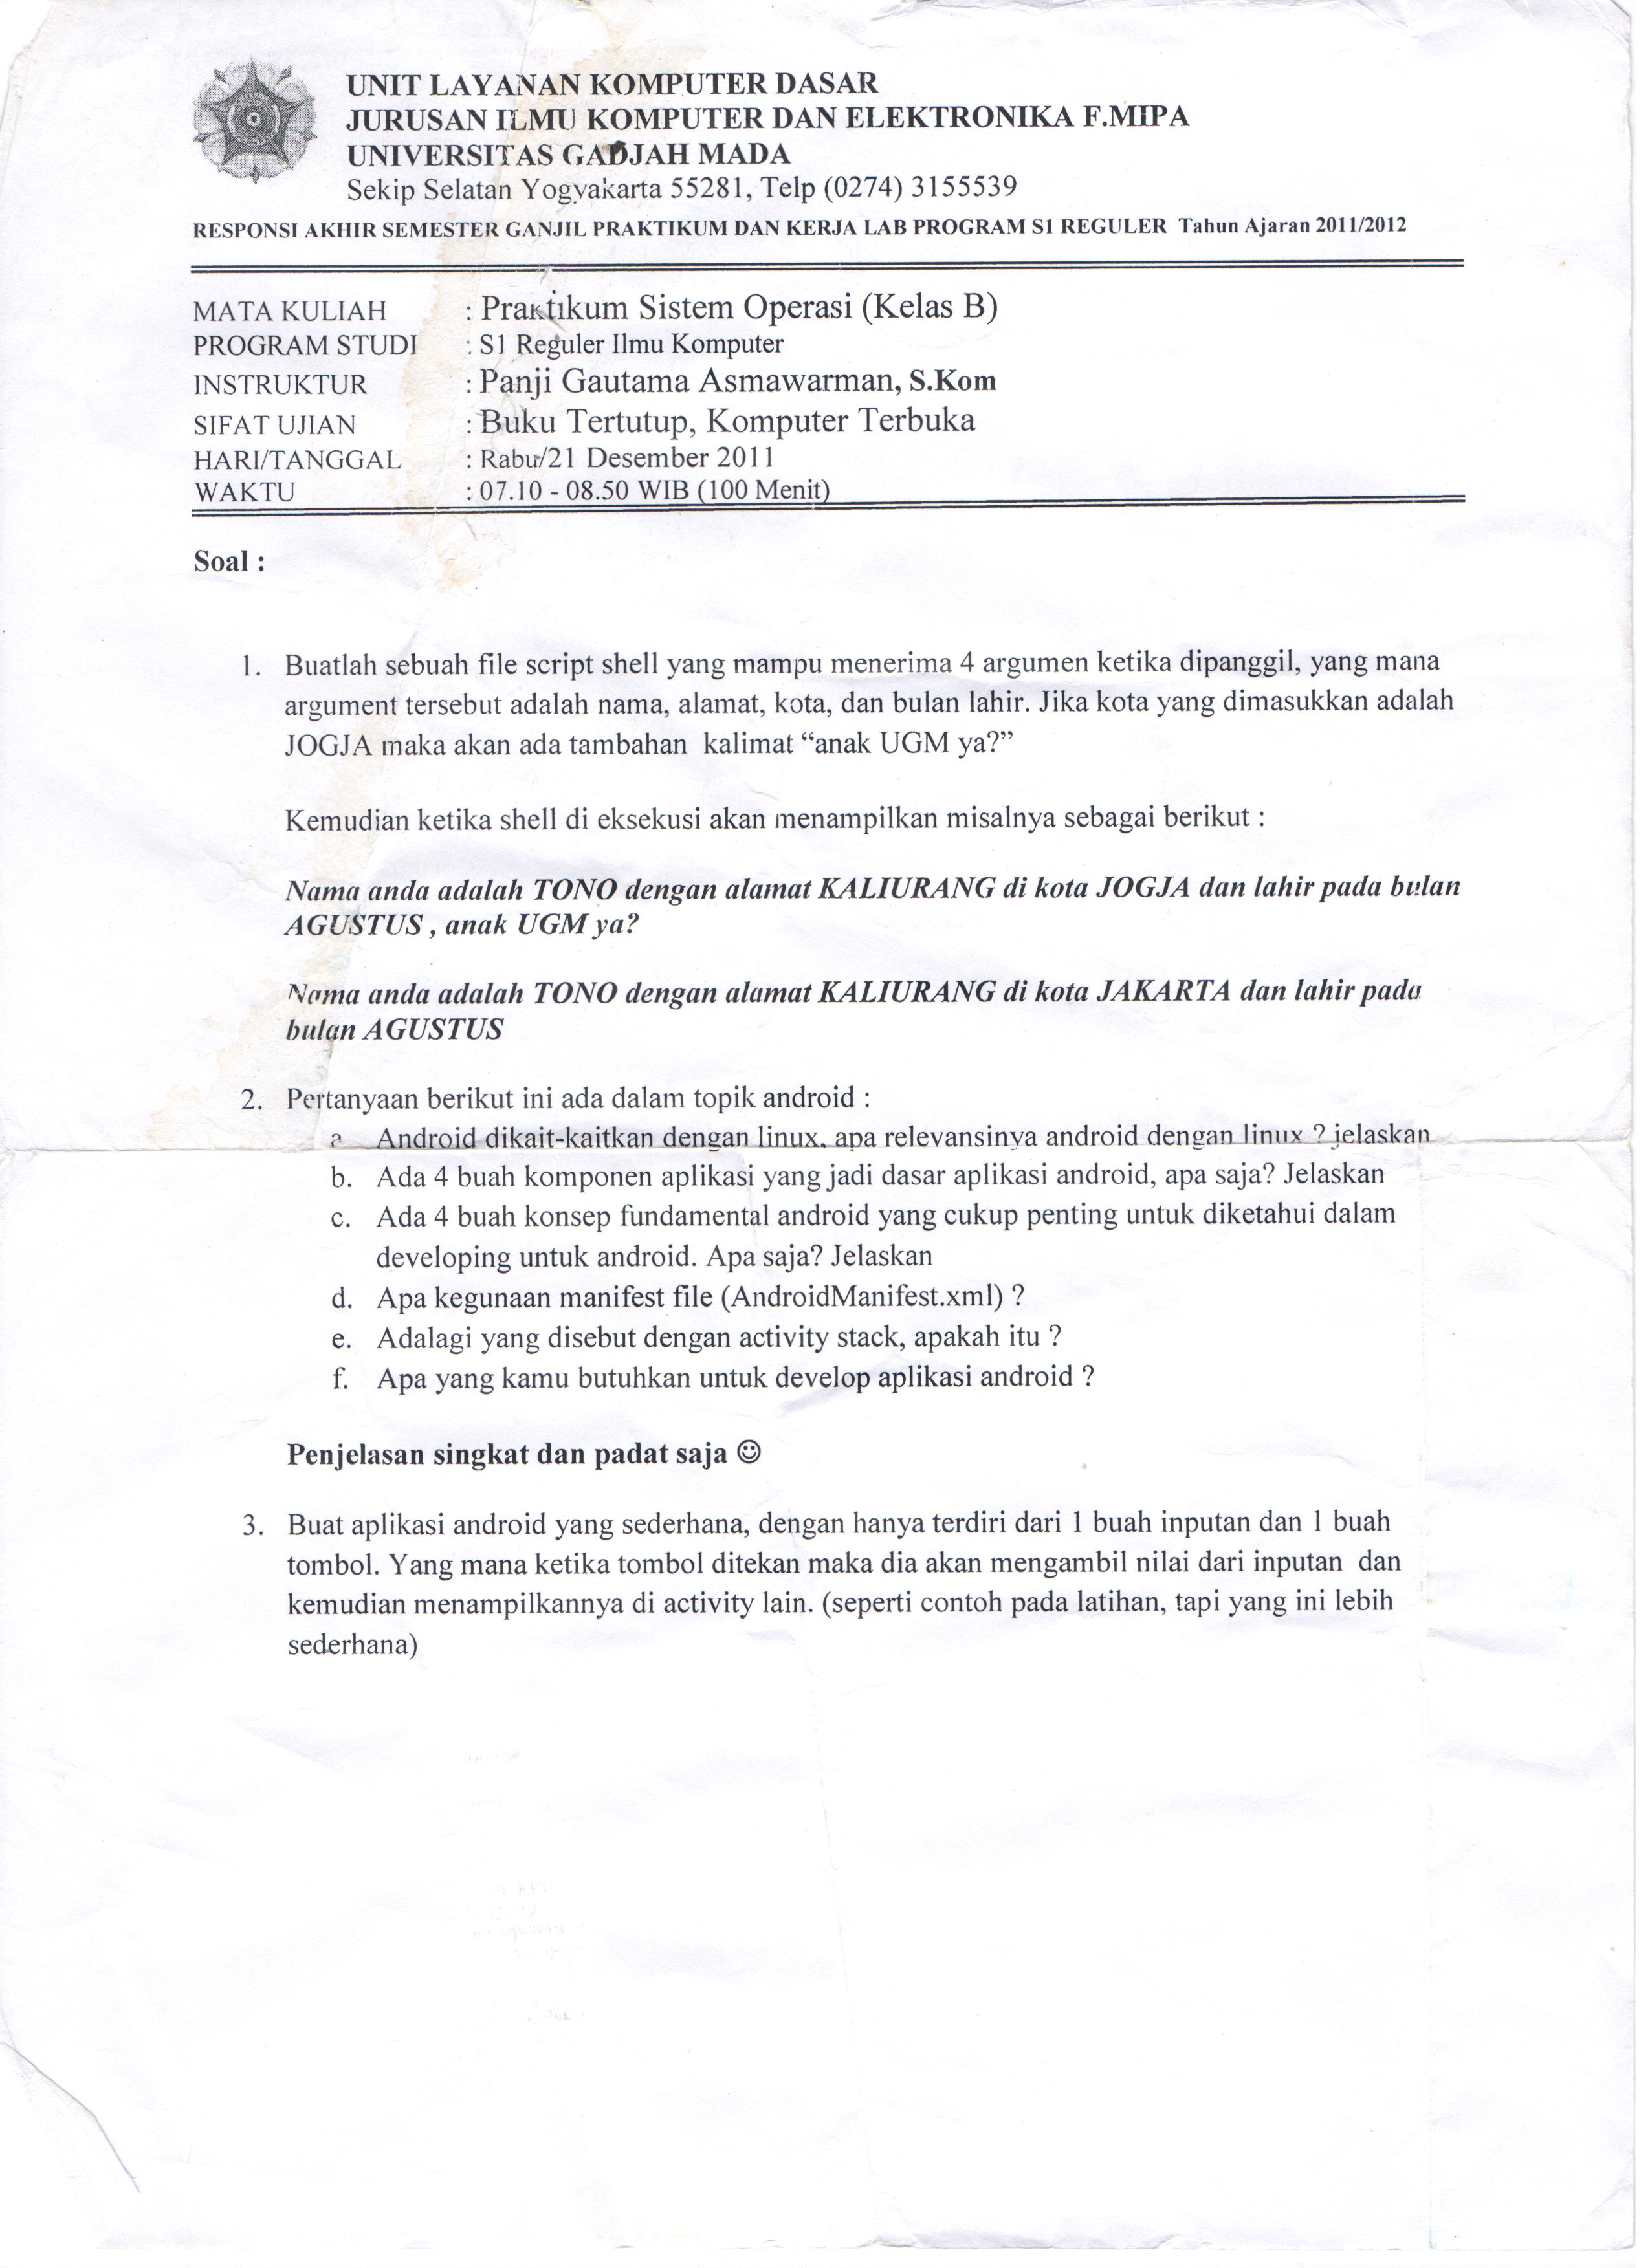 UNIT LAYANAN KOMPUTER DASAR
JURUSAN ILMU KOMPUTER DAN ELEKTRONIKA F.MIPA
UNIVERSITAS GADJAH MADA
Sekip Selatan Yogyakarta 55281, Telp (0274) 3155539
RESPONSI AKHIR SEMESTER GANJIL PRAKTIKUM DAN KERJA LAB PROGRAM S1 REGULER Tahun Ajaran 2011/2012
MATA KULIAH : Praktikum Sistem Operasi (Kelas B)
PROGRAM STUDI : S1 Reguler Ilmu Komputer
INSTRUKTUR : Panji Gautama Asmawarman, S.Kom
SIFAT UJIAN : Buku Tertutup, Komputer Terbuka
HARI/TANGGAL : Rabu/21 Desember 2011
WAKTU : 07.10 - 08.50 WIB (100 Menit)
Soal :
1. Buatlah sebuah file script shell yang mampu menerima 4 argumen ketika dipanggil, yang mana
argument tersebut adalah nama, alamat, kota, dan bulan lahir. Jika kota yang dimasukkan adalah
JOGJA maka akan ada tambahan kalimat “anak UGM ya?”
Kemudian ketika shell di eksekusi akan menampilkan misalnya sebagai berikut :
Nama anda adalah TONO dengan alamat KALIURANG di kota JOGJA dan lahir pada bulan
AGUSTUS , anak UGM ya?
Nama anda adalah TONO dengan alamat KALIURANG di kota JAKARTA dan lahir pada
bulan AGUSTUS
2. Pertanyaan berikut ini ada dalam topik android :
a. Android dikait-kaitkan dengan linux, apa relevansinya android dengan linux ? jelaskan
b. Ada 4 buah komponen aplikasi yang jadi dasar aplikasi android, apa saja? Jelaskan
c. Ada 4 buah konsep fundamental android yang cukup penting untuk diketahui dalam
developing untuk android. Apa saja? Jelaskan
d. Apa kegunaan manifest file (AndroidManifest.xml) ?
e. Adalagi yang disebut dengan activity stack, apakah itu ?
f. Apa yang kamu butuhkan untuk develop aplikasi android ?
Penjelasan singkat dan padat saja ☺
3. Buat aplikasi android yang sederhana, dengan hanya terdiri dari 1 buah inputan dan 1 buah
tombol. Yang mana ketika tombol ditekan maka dia akan mengambil nilai dari inputan dan
kemudian menampilkannya di activity lain. (seperti contoh pada latihan, tapi yang ini lebih
sederhana)